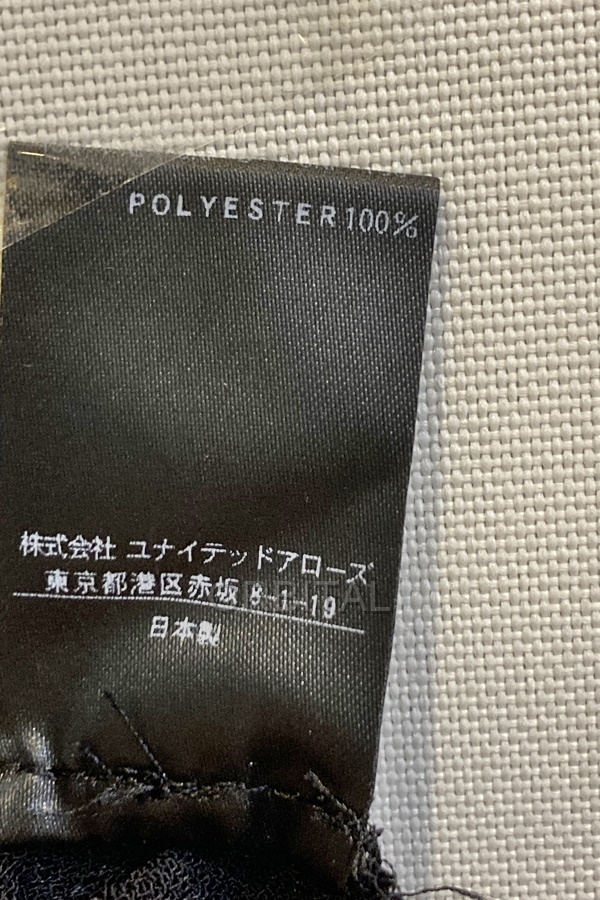 POLYESTER100%
株式会社 ユナイテッドアローズ
東京都港区赤坂 8-1-19
日本製